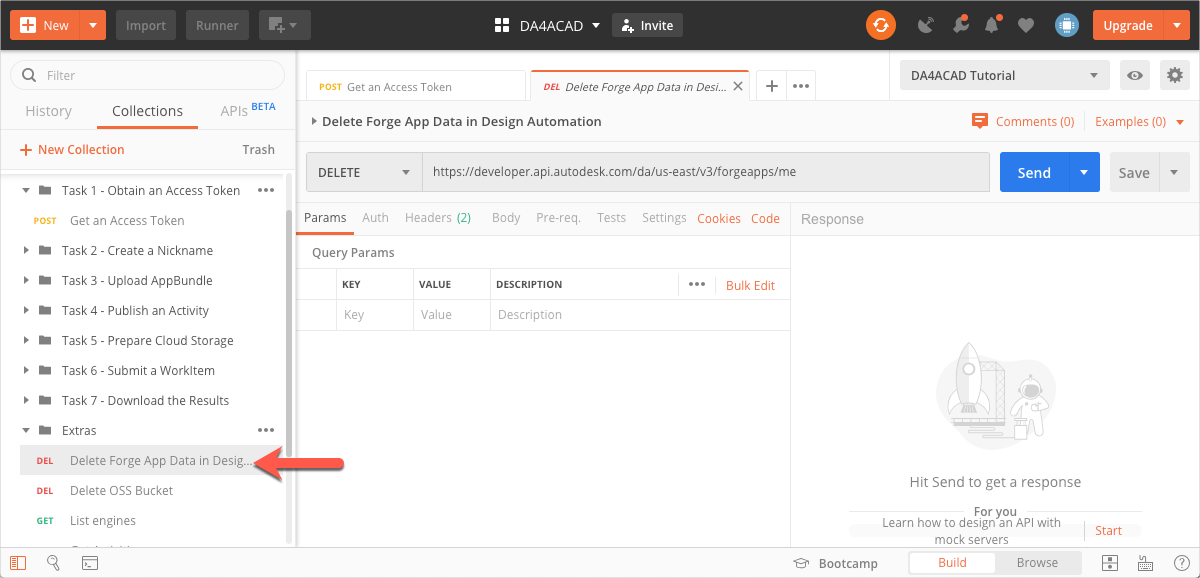 New
Import
Runner
DA4ACAD
Invite
Upgrade
Filter
History
Collections
APIs BETA
New Collection
Trash
Task 1 - Obtain an Access Token
POST Get an Access Token
Task 2 - Create a Nickname
Task 3 - Upload AppBundle
Task 4 - Publish an Activity
Task 5 - Prepare Cloud Storage
Task 6 - Submit a WorkItem
Task 7 - Download the Results
Extras
DEL Delete Forge App Data in Desig...
DEL Delete OSS Bucket
GET List engines
POST Get an Access Token
DEL Delete Forge App Data in Desi...
DA4ACAD Tutorial
Delete Forge App Data in Design Automation
Comments (0)
Examples (0)
DELETE
https://developer.api.autodesk.com/da/us-east/v3/forgeapps/me
Send
Save
Params Auth Headers (2) Body Pre-req. Tests Settings Cookies Code
Query Params
KEY VALUE DESCRIPTION
Bulk Edit
Key Value Description
Response
Hit Send to get a response
For you
Learn how to design an API with
mock servers
Start
Bootcamp
Build
Browse